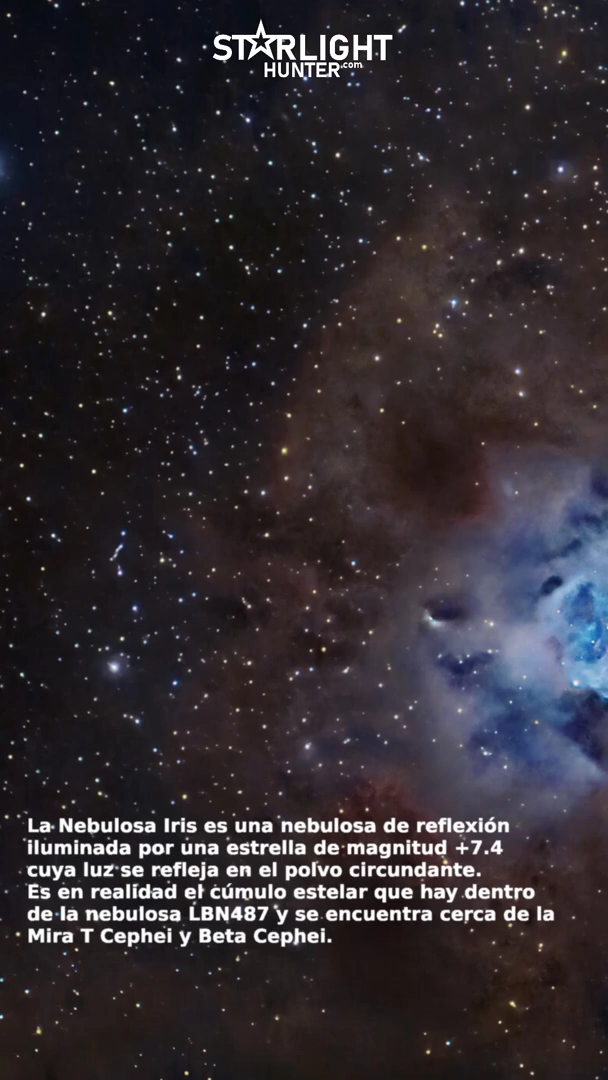 STARLIGHT
HUNTER.com
La Nebulosa Iris es una nebulosa de reflexión
iluminada por una estrella de magnitud +7.4
cuya luz se refleja en el polvo circundante.
Es en realidad el cúmulo estelar que hay dentro
de la nebulosa LBN487 y se encuentra cerca de la
Mira T Cephei y Beta Cephei.